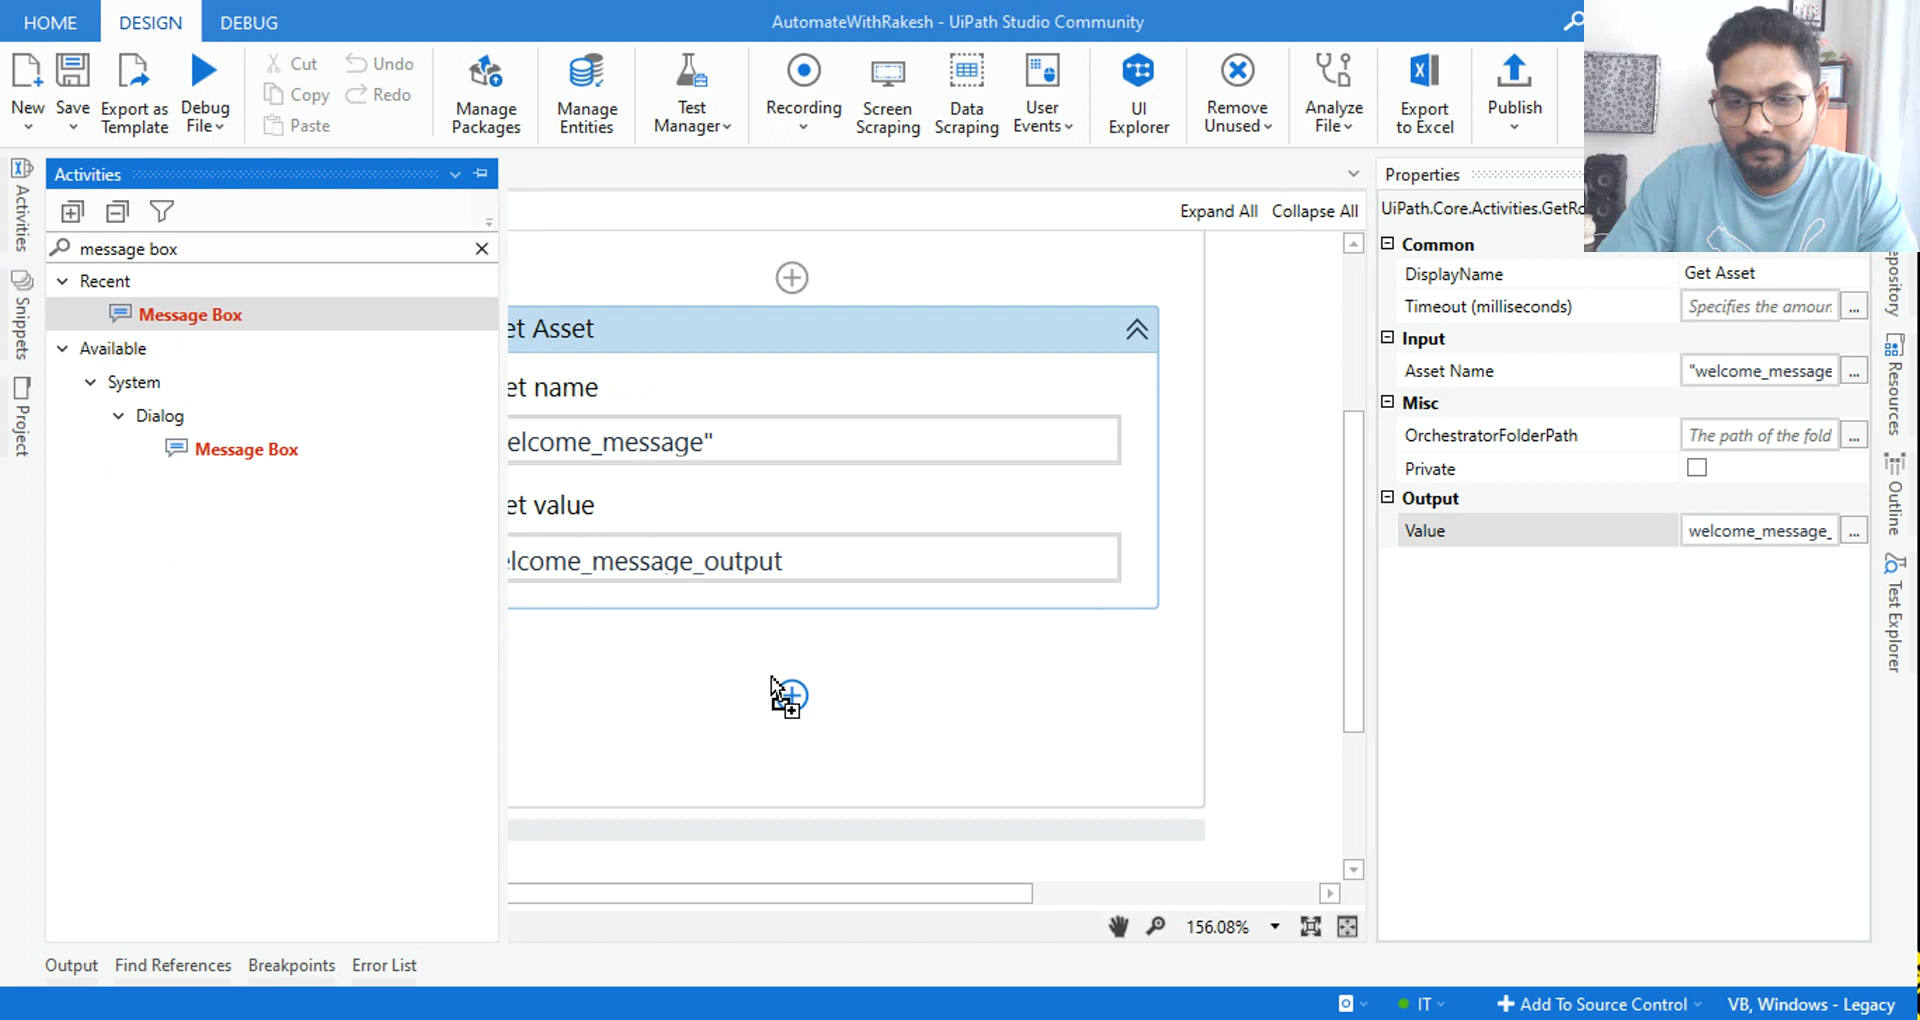 HOME DESIGN DEBUG
AutomateWithRakesh - UiPath Studio Community
New
Save
Export as
Template
Debug
File
Cut
Copy
Paste
Undo
Redo
Manage
Packages
Manage
Entities
Test
Manager
Recording
Screen
Scraping
Data
Scraping
User
Events
UI
Explorer
Remove
Unused
Analyze
File
Export
to Excel
Publish
Activities
Snippets
Project
Activities
message box
Recent
Message Box
Available
System
Dialog
Message Box
Expand All Collapse All
et Asset
et name
elcome_message"
et value
elcome_message_output
156.08%
Properties
UiPath.Core.Activities.GetRo
Common
DisplayName Get Asset
Timeout (milliseconds) Specifies the amour
...
Input
Asset Name "welcome_message
...
Misc
OrchestratorFolderPath The path of the fold
...
Private
Output
Value welcome_message_
...
epository
Resources
Outline
Test Explorer
Output Find References Breakpoints Error List
IT
Add To Source Control
VB, Windows - Legacy